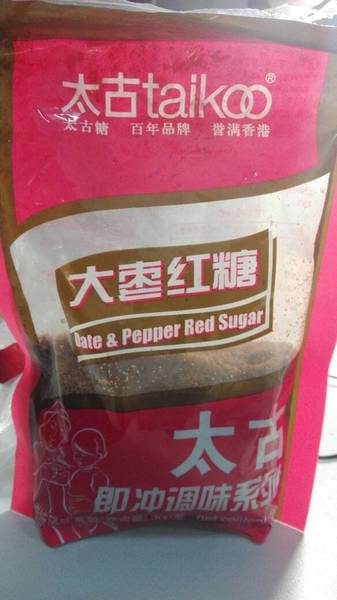 太古taikoo®
太古糖 百年品牌 誉满香港
大枣红糖
Date & Pepper Red Sugar
太古
即冲调味系列